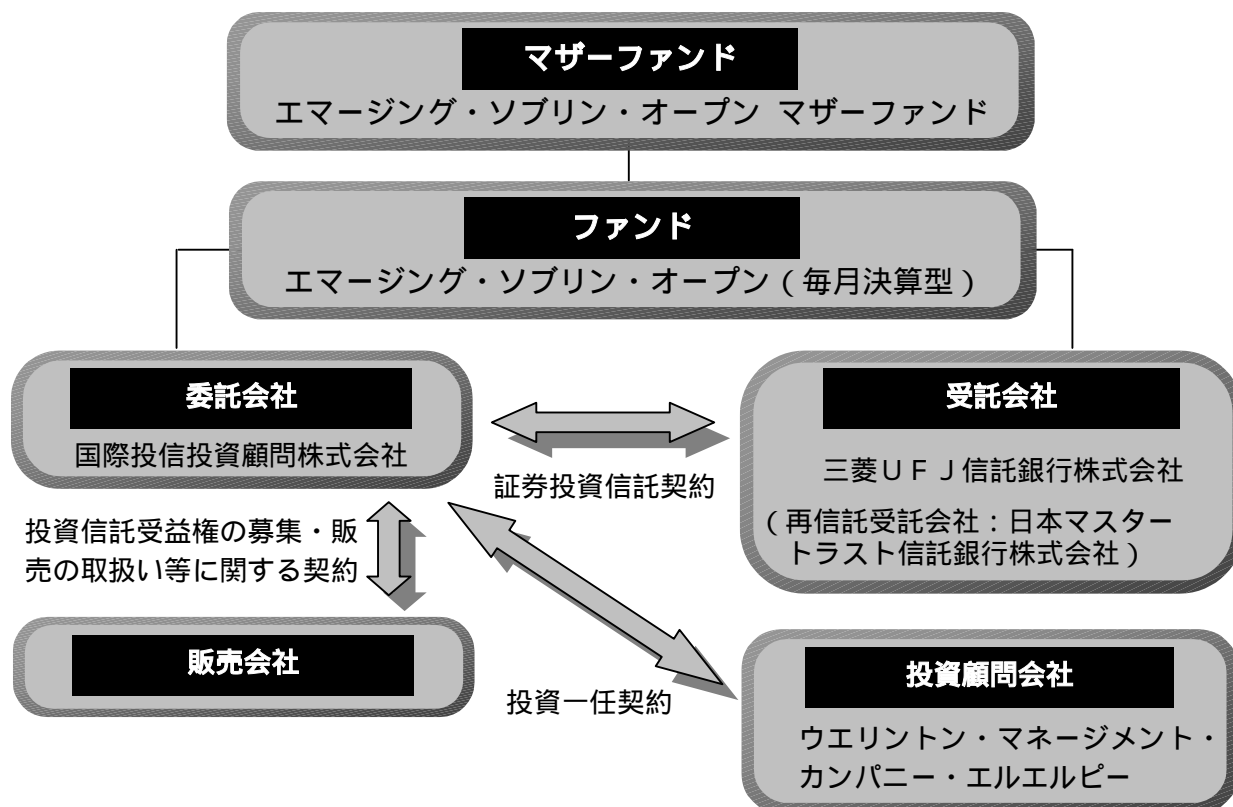 マザーファンド
エマージング・ソブリン・オープン マザーファンド
ファンド
エマージング・ソブリン・オープン(毎月決算型)
委託会社
国際投信投資顧問株式会社
証券投資信託契約
受託会社
三菱UFJ信託銀行株式会社
(再信託受託会社:日本マスター
トラスト信託銀行株式会社)
投資信託受益権の募集・販
売の取扱い等に関する契約
販売会社
投資一任契約
投資顧問会社
ウエリントン・マネージメント・
カンパニー・エルエルピー